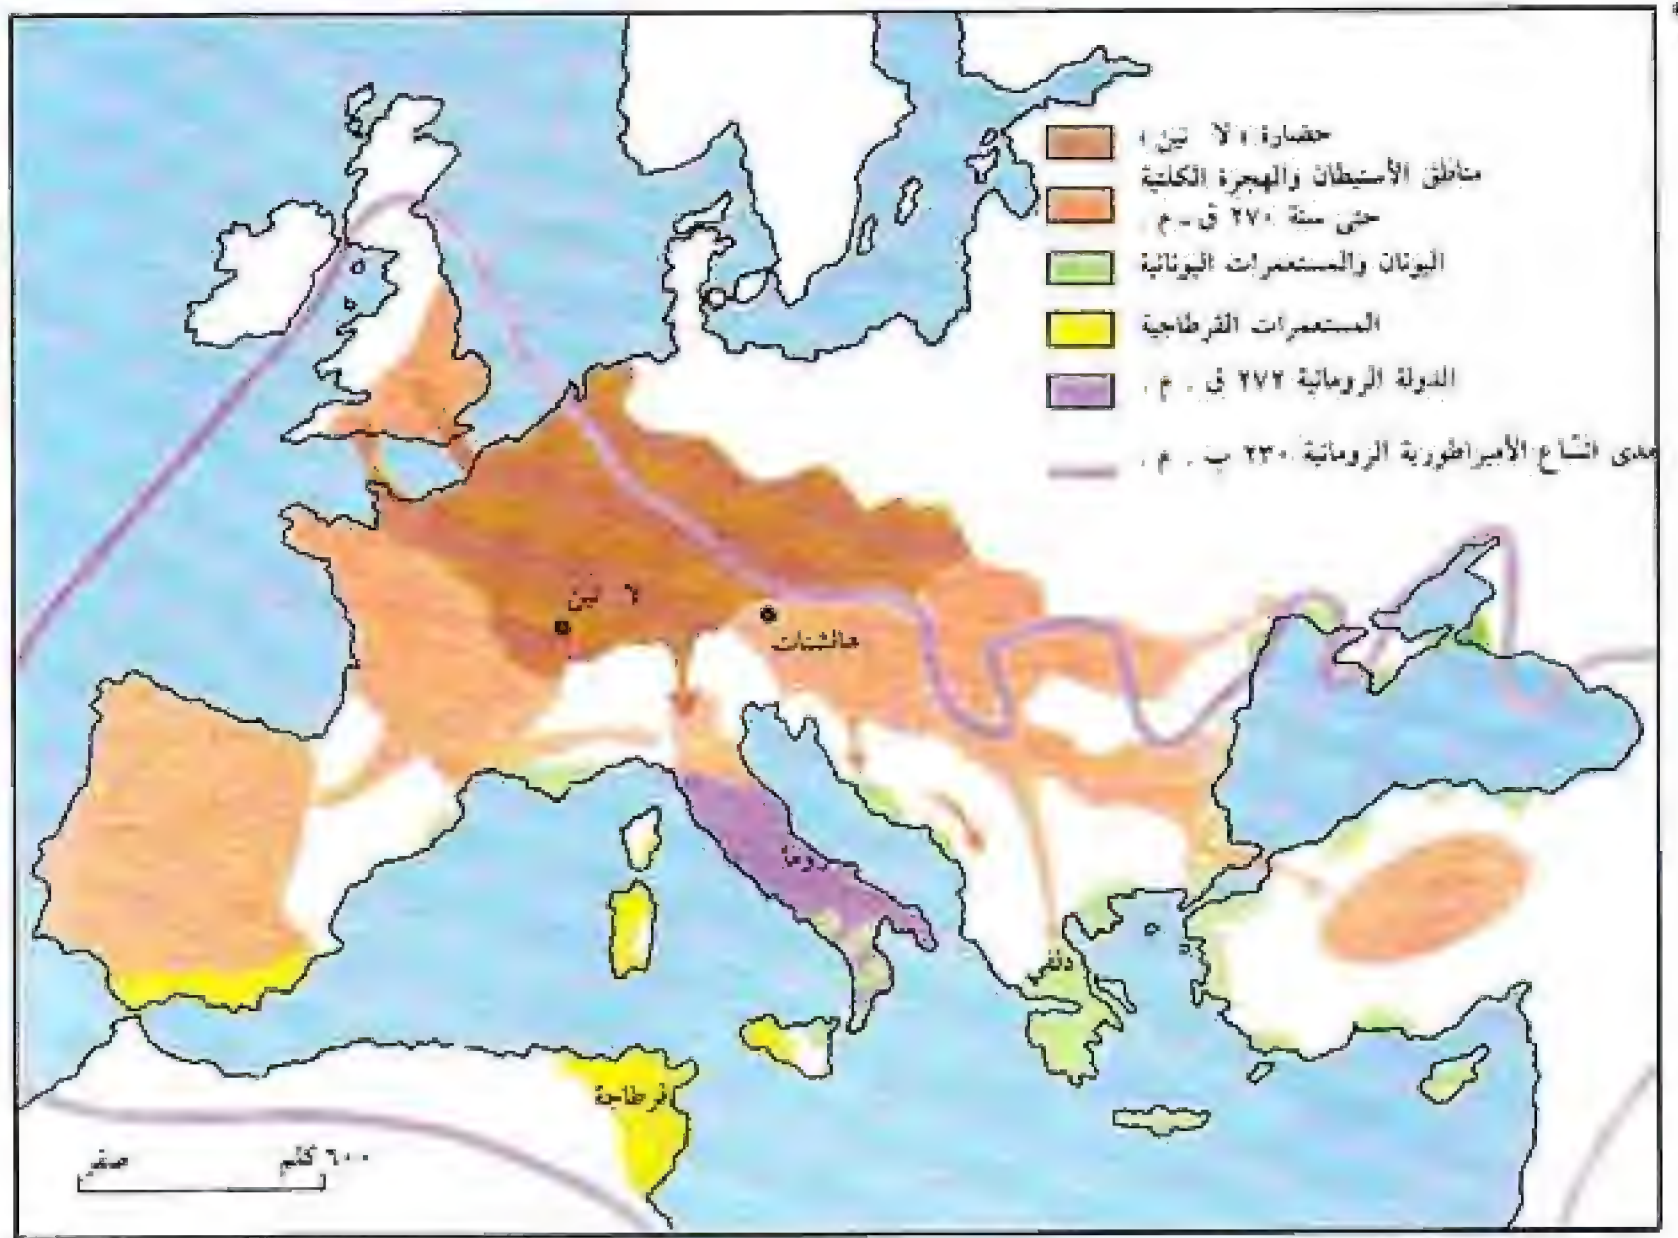 حضارة « لا تين »
مناطق الأستيطان والهجرة الكلتية
حتى سنة ٢٧٠ ق . م .
اليونان والمستعمرات اليونانية
المستعمرات القرطاجية
الدولة الرومانية ٢٧٢ ق . م .
مدى اتساع الأمبراطورية الرومانية ٢٣٠ ب . م .
لا تين
هالشتات
روما
دلفي
قرطاجة
صفر
٦٠٠ كلم